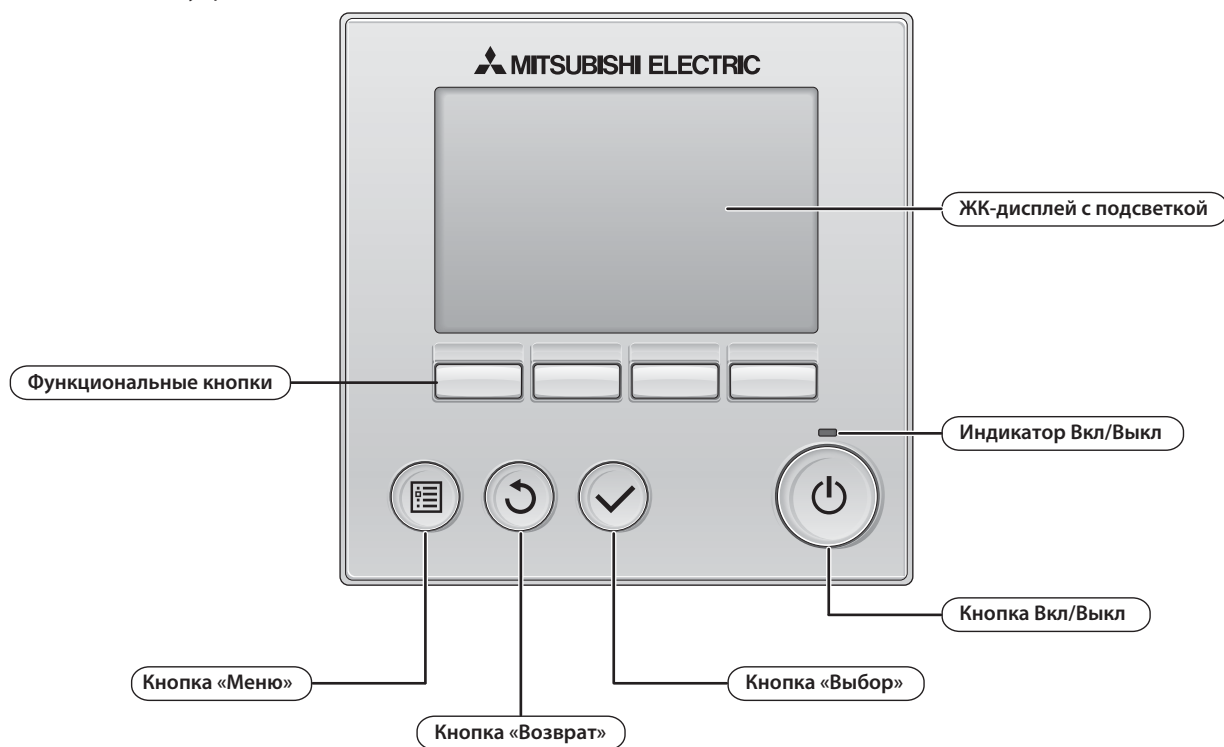 MITSUBISHI ELECTRIC
ЖК-дисплей с подсветкой
Функциональные кнопки
Индикатор Вкл/Выкл
Кнопка Вкл/Выкл
Кнопка «Меню»
Кнопка «Выбор»
Кнопка «Возврат»